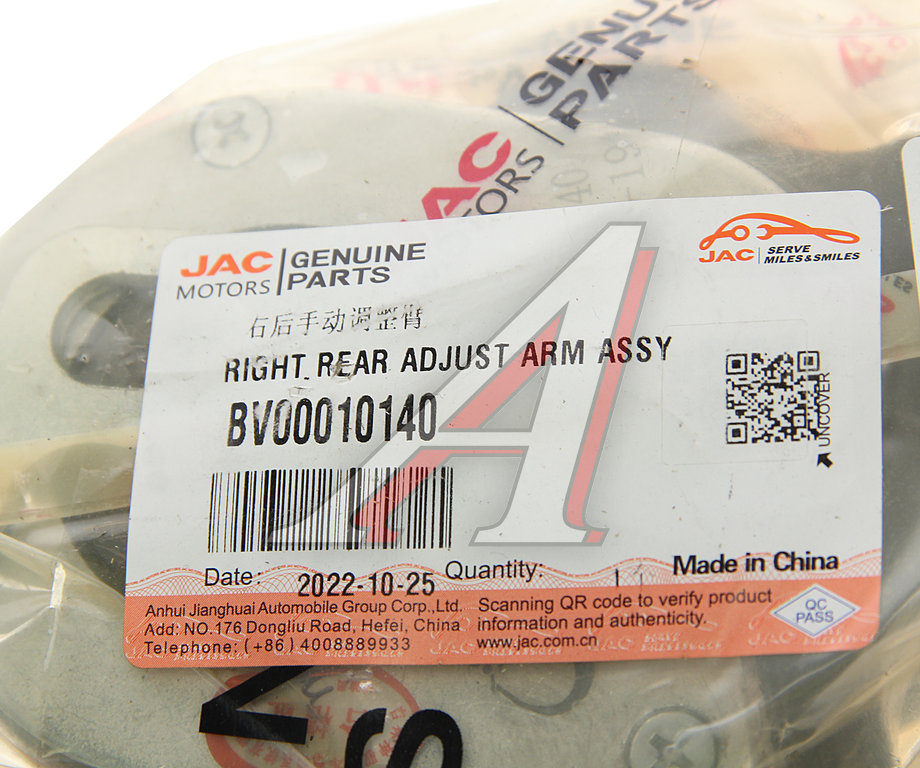 GENUINE
PARTS
JAC
MOTORS
JAC
MOTORS
GENUINE
PARTS
JAC
SERVE
MILES&SMILES
右后手动调整臂
RIGHT REAR ADJUST ARM ASSY
BV00010140
UNCOVER
Date:
2022-10-25
Quantity:
1
Made in China
Anhui Jianghuai Automobile Group Corp.,Ltd.
Add: NO.176 Dongliu Road, Hefei, China
Telephone: (+86)4008889933
Scanning QR code to verify product
information and authenticity.
www.jac.com.cn
QC
PASS
A